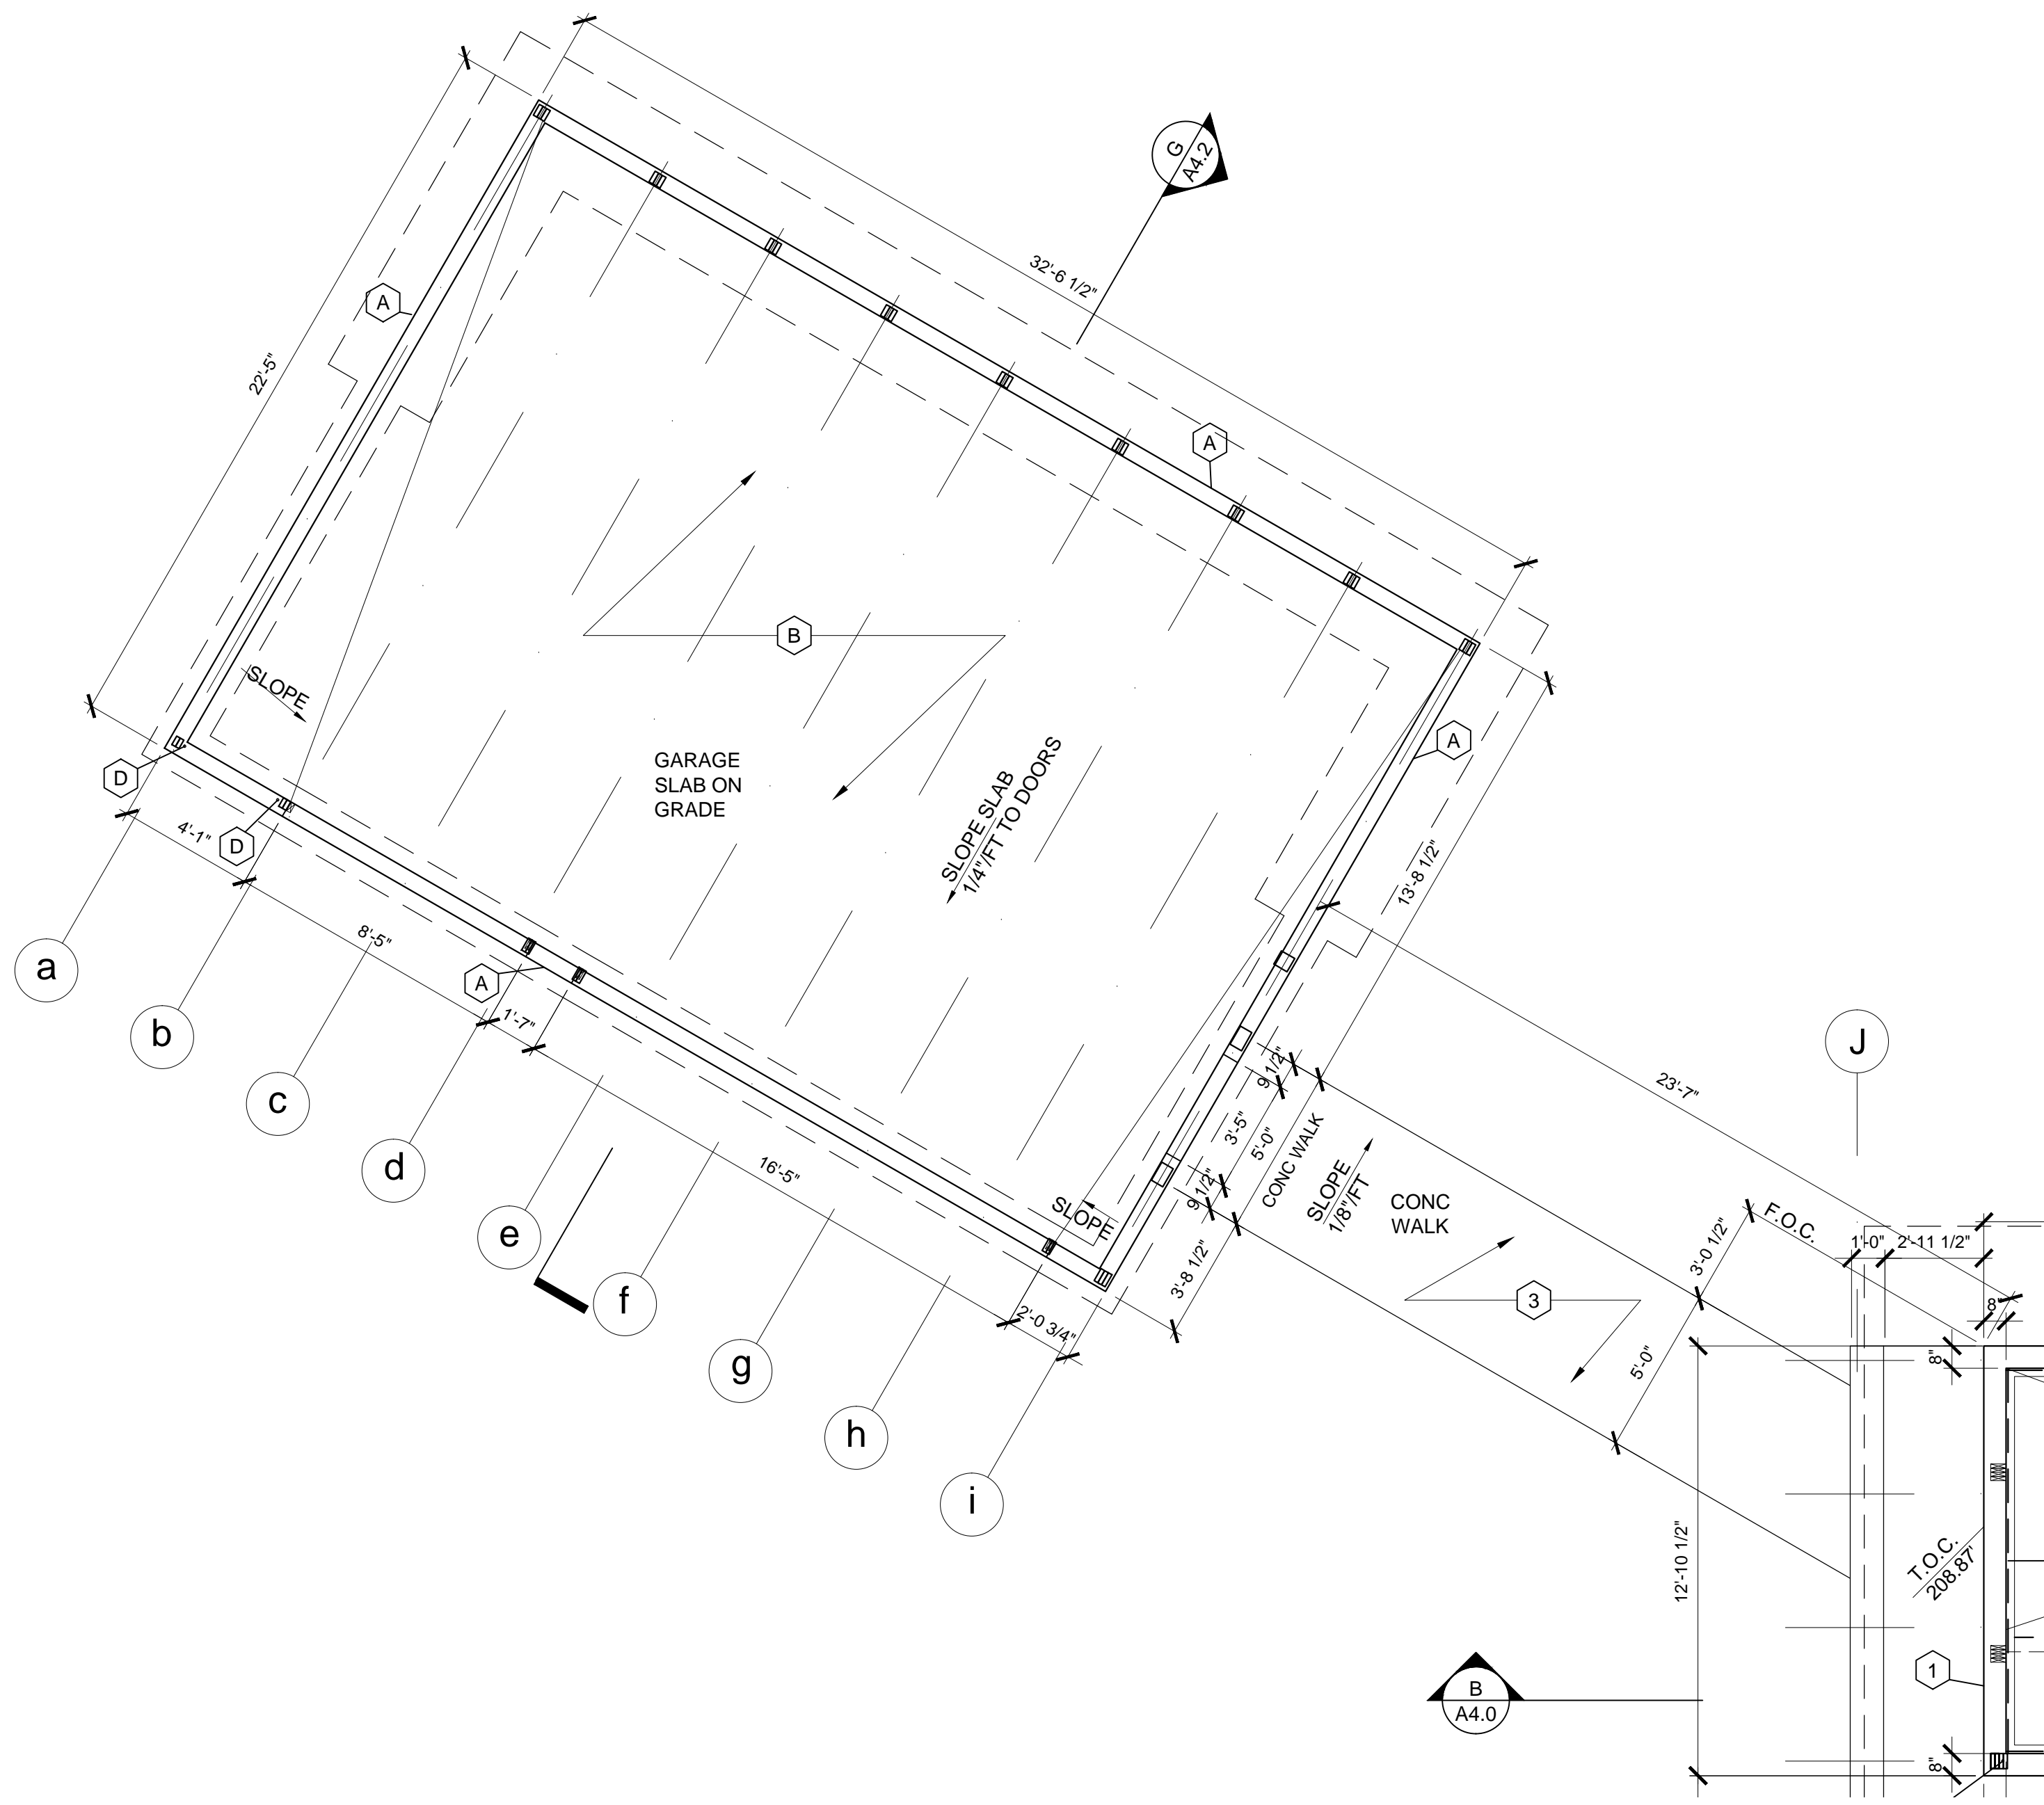 G
A4.2
32'-6 1/2"
A
22'-5"
A
B
A
SLOPE
GARAGE
SLAB ON
GRADE
SLOPE SLAB
1/4"/FT TO DOORS
D
D
4'-1"
13'-8 1/2"
8'-5"
A
1'-7"
a
b
c
d
e
f
g
h
i
J
9 1/2"
3'-5"
5'-0"
9 1/2"
CONC WALK
SLOPE
1/8"/FT
CONC
WALK
23'-7"
16'-5"
SLOPE
2'-0 3/4"
3'-8 1/2"
3
F.O.C.
3'-0 1/2"
1'-0"
2'-11 1/2"
8"
8"
5'-0"
12'-10 1/2"
T.O.C.
208.87'
1
B
A4.0
8"